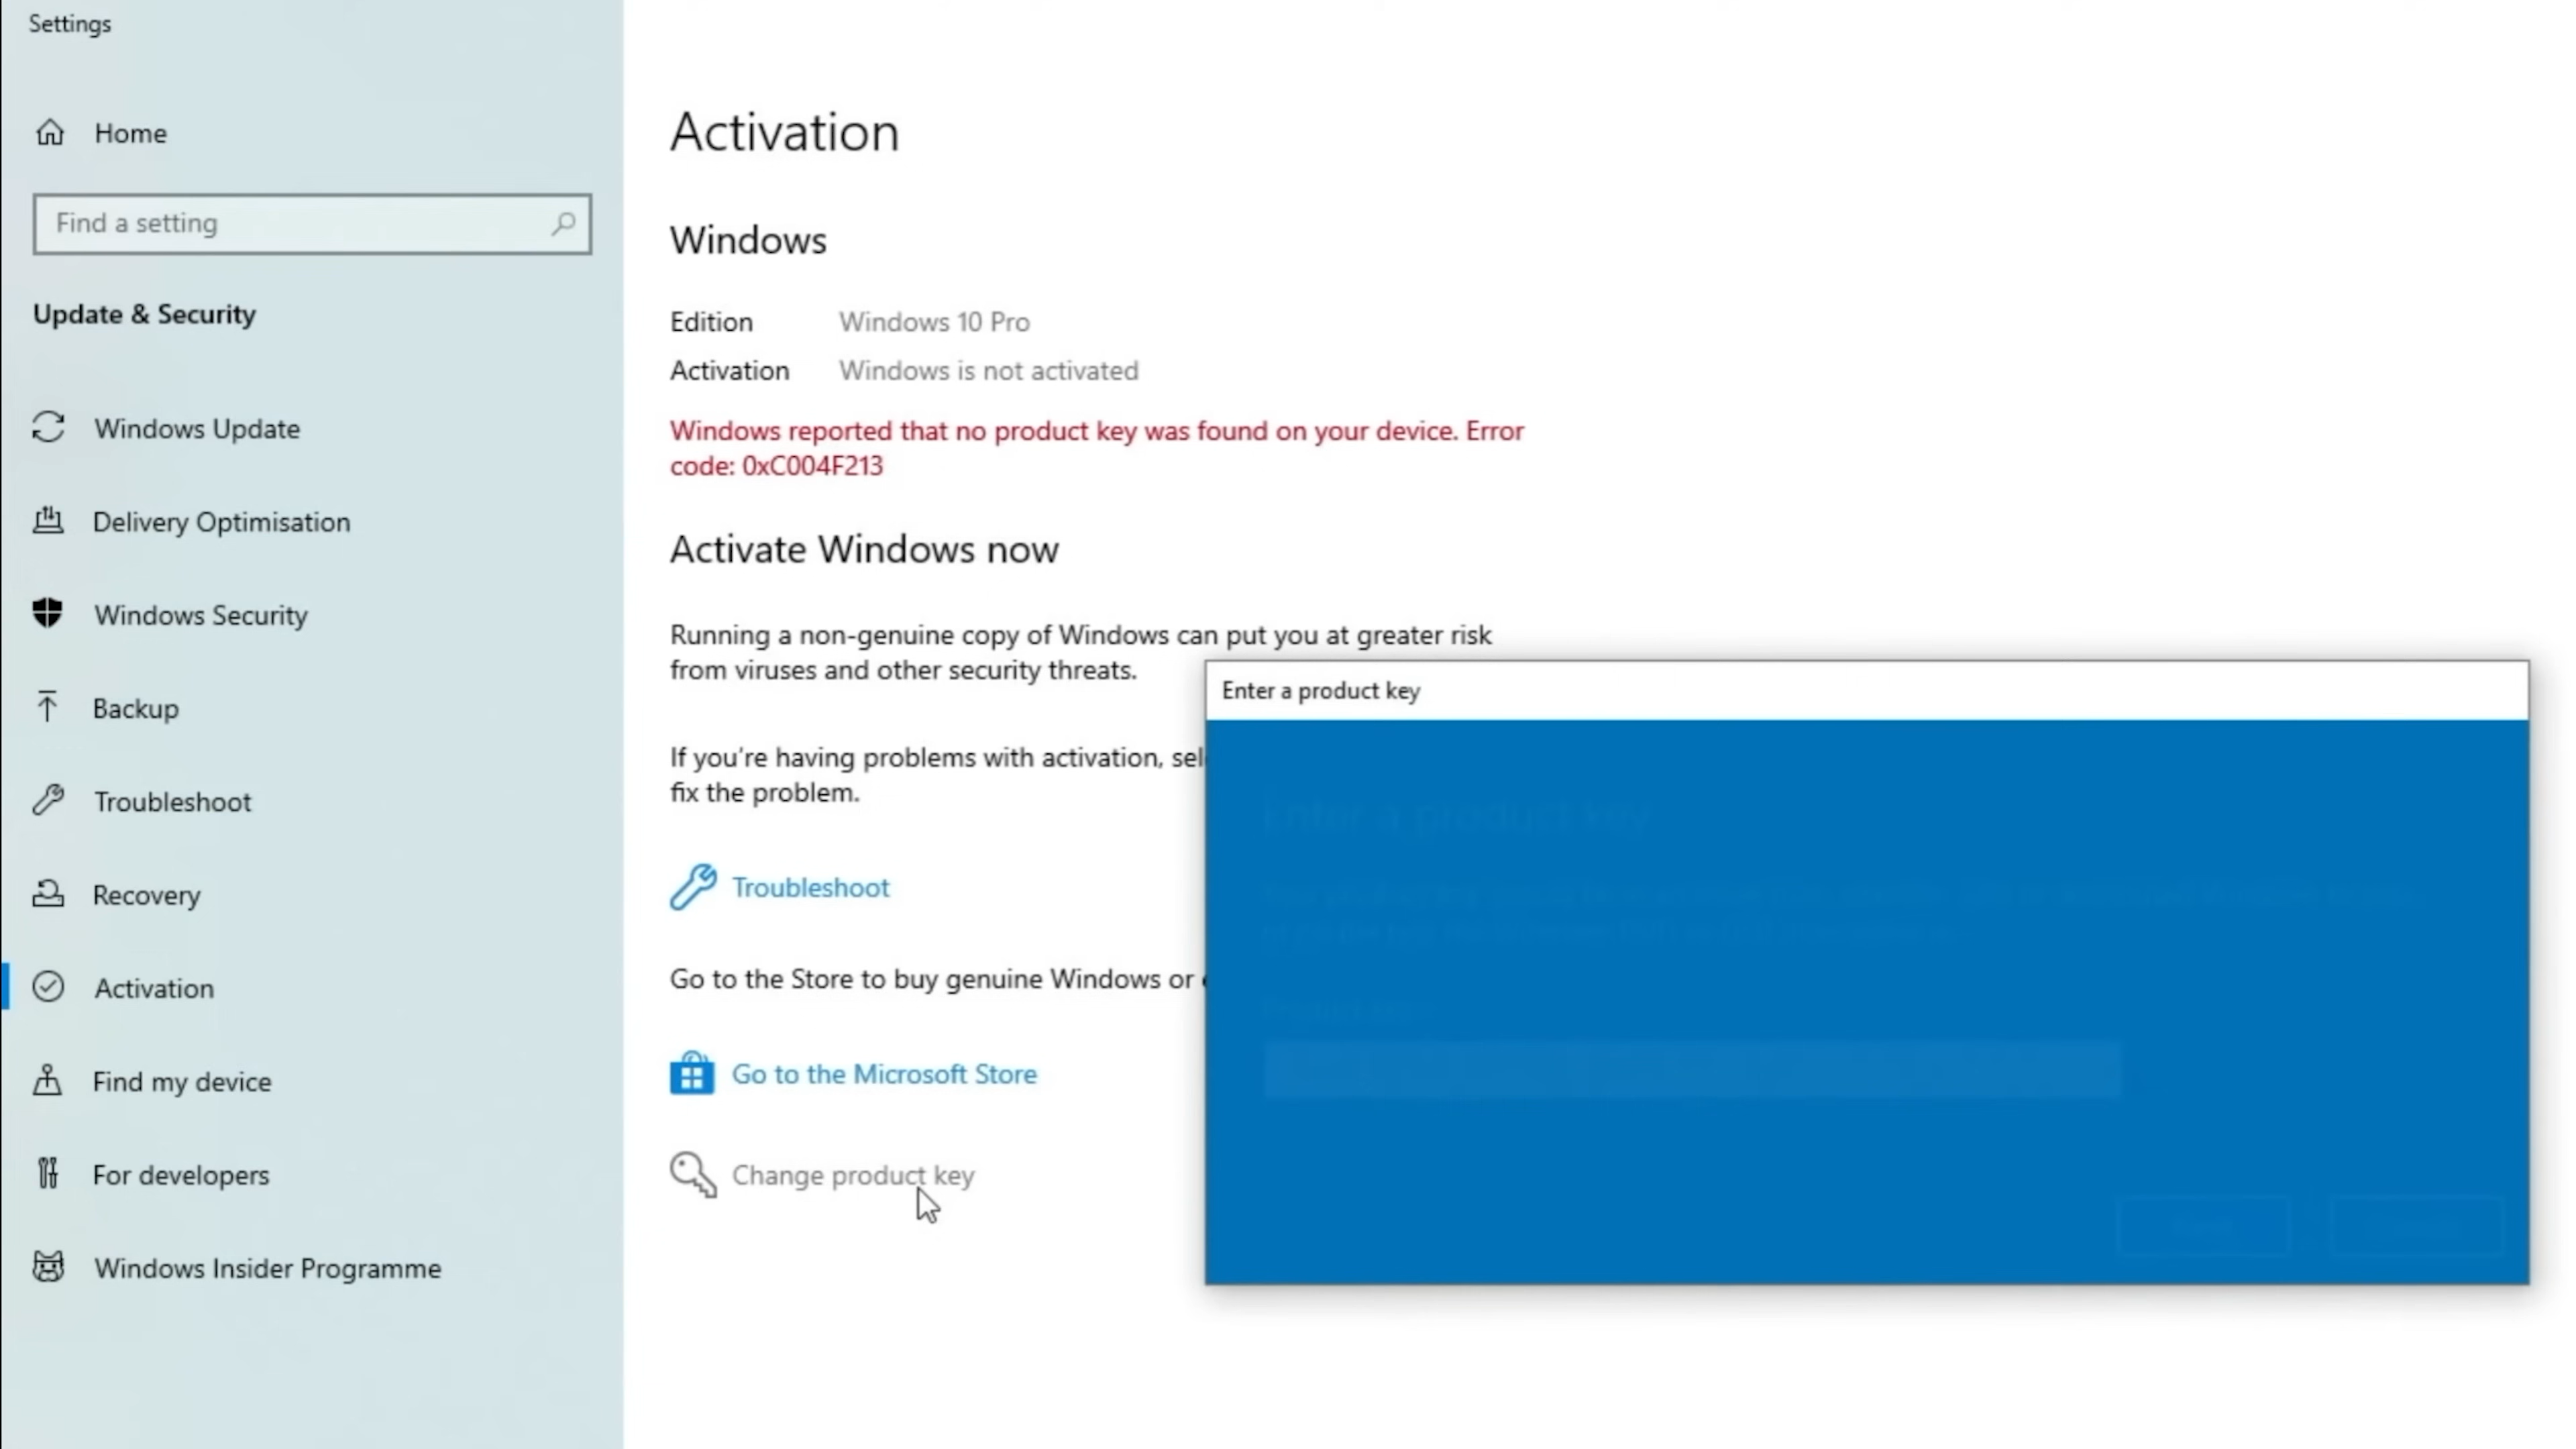 Settings
Home
Find a setting
Update & Security
Windows Update
Delivery Optimisation
Windows Security
Backup
Troubleshoot
Recovery
Activation
Find my device
For developers
Windows Insider Programme
Activation
Windows
Edition Windows 10 Pro
Activation Windows is not activated
Windows reported that no product key was found on your device. Error
code: 0xC004F213
Activate Windows now
Running a non-genuine copy of Windows can put you at greater risk
from viruses and other security threats.
If you're having problems with activation, sel
fix the problem.
Troubleshoot
Go to the Store to buy genuine Windows or
Go to the Microsoft Store
Change product key
Enter a product key
Enter a product key